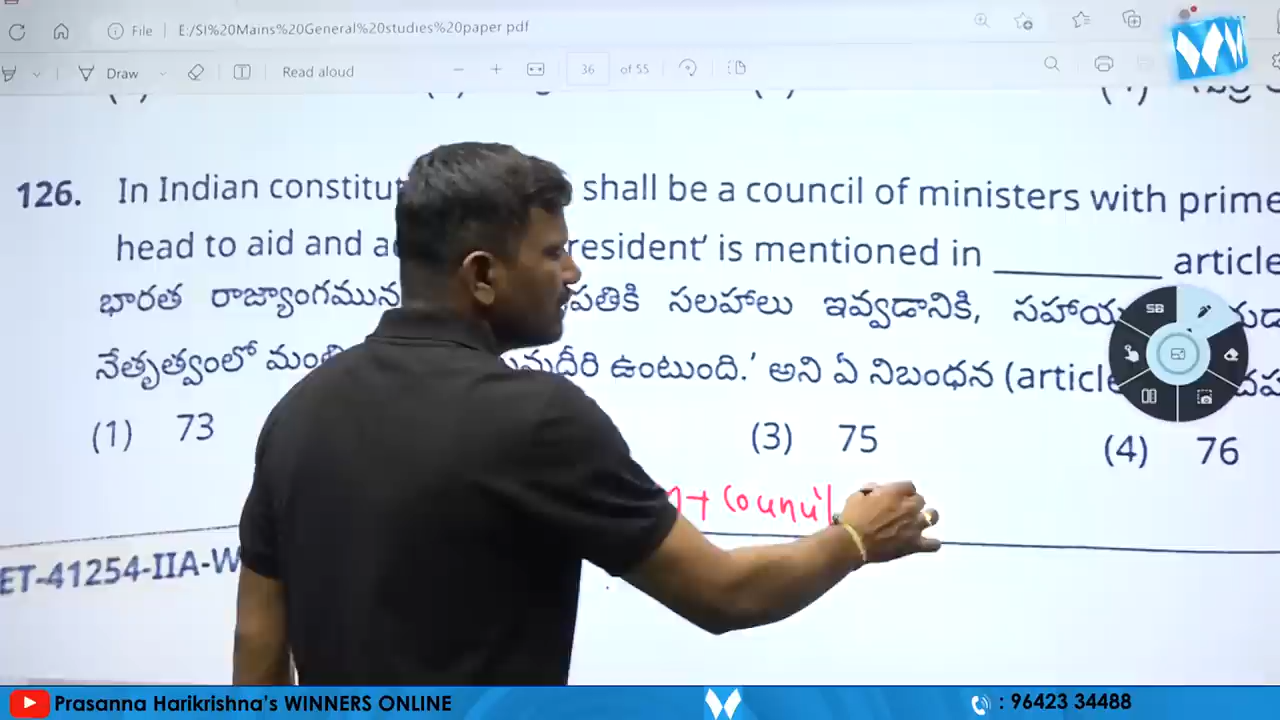 File E:/SI%20Mains%20General%20studies%20paper pdf
Draw Read aloud 36 of 55
126. In Indian constitut shall be a council of ministers with prime
head to aid and a resident' is mentioned in __________ article
భారత రాజ్యాంగమున పతికి సలహాలు ఇవ్వడానికి, సహాయ
నేతృత్వంలో మంత్రి ఉంటుంది.' అని ఏ నిబంధన (article
(1) 73 (3) 75 (4) 76
+ Council
ET-41254-IIA-W
Prasanna Harikrishna's WINNERS ONLINE : 96423 34488